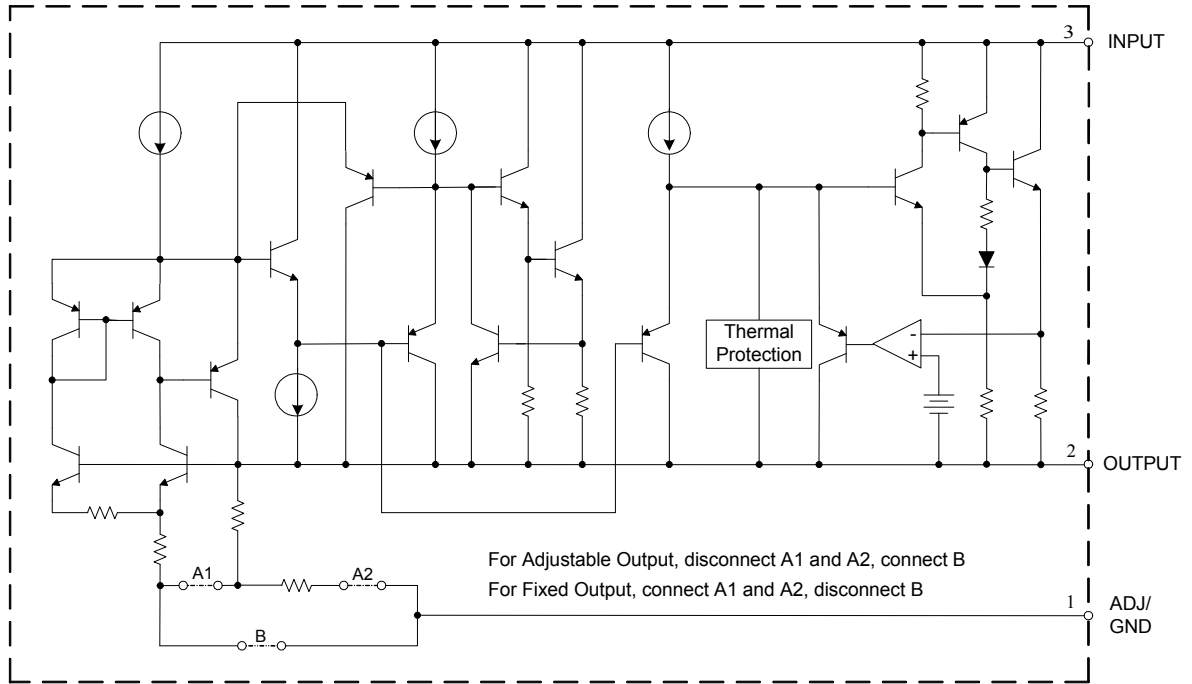 3
INPUT
Thermal
Protection
-
+
2
OUTPUT
For Adjustable Output, disconnect A1 and A2, connect B
A1
A2
For Fixed Output, connect A1 and A2, disconnect B
1
ADJ/
GND
B